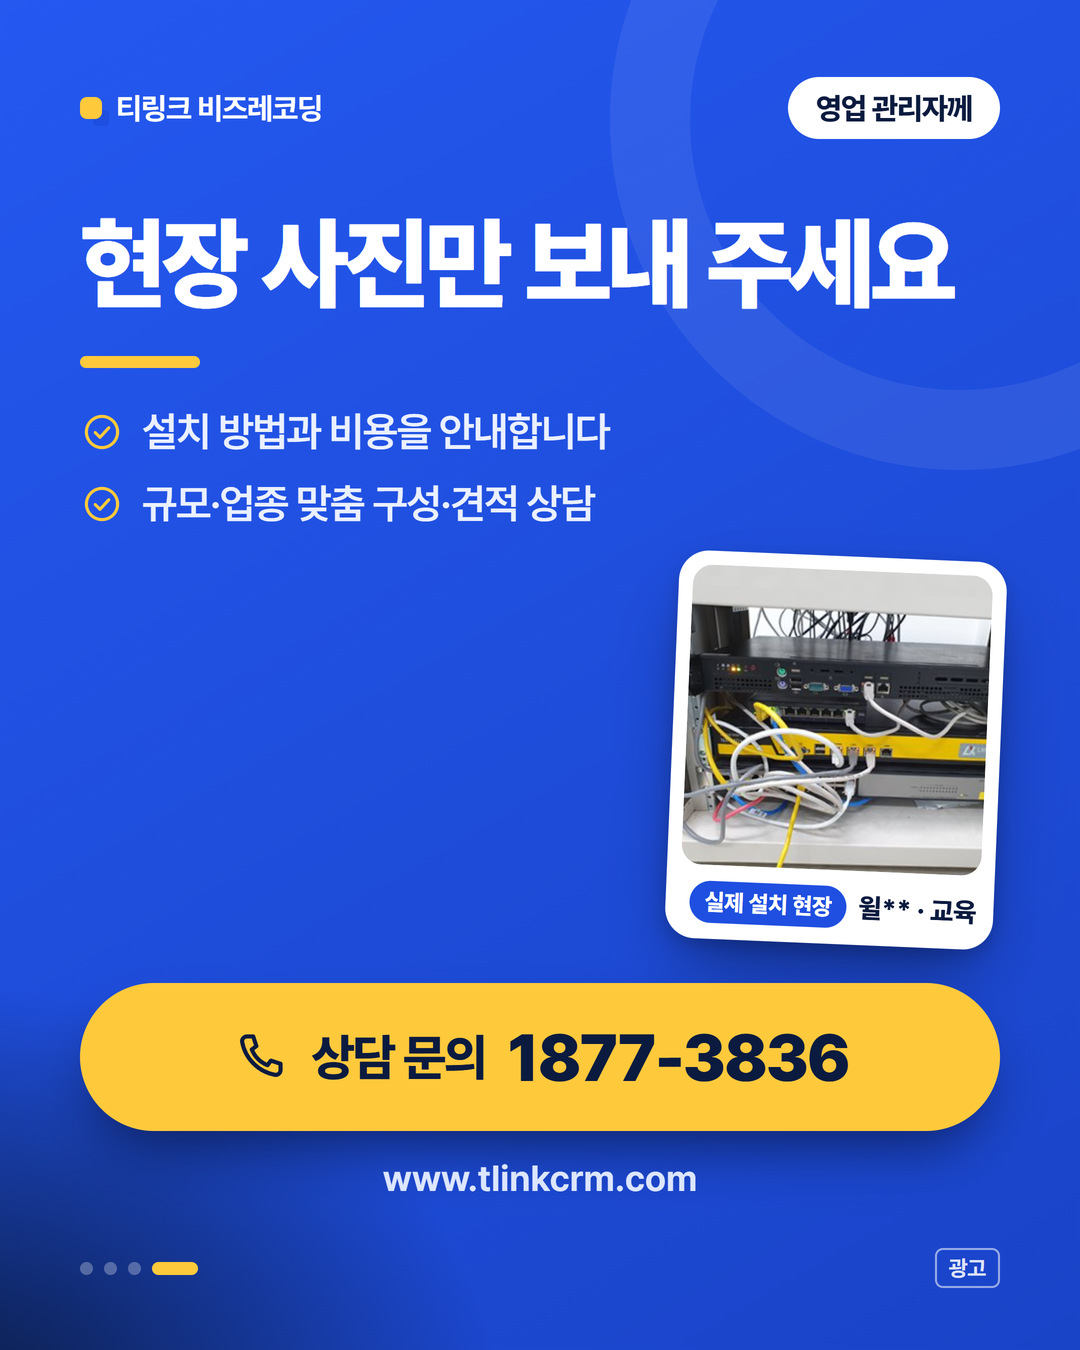 티링크 비즈레코딩
영업 관리자께
현장 사진만 보내 주세요
설치 방법과 비용을 안내합니다
규모·업종 맞춤 구성·견적 상담
실제 설치 현장
윌** · 교육
상담 문의 1877-3836
www.tlinkcrm.com
광고